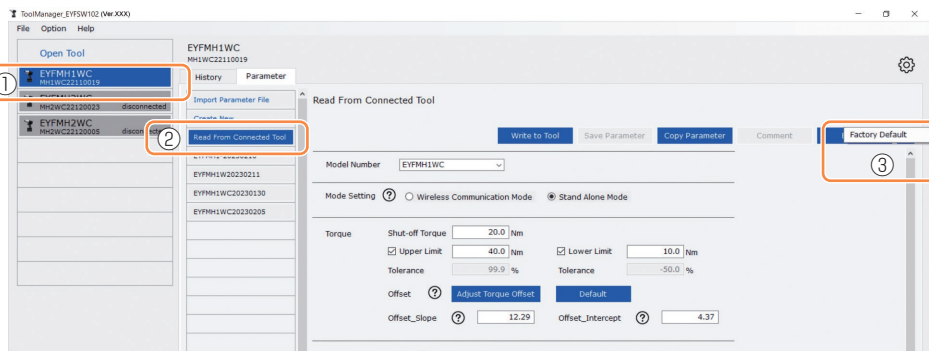 ToolManager_EYFSW102 (Ver.XXX)
File Option Help
Open Tool
EYFMH1WC
MH1WC22110019
MH2WC22120023 disconnected
EYFMH2WC
MH2WC22120005
①
②
③
EYFMH1WC
MH1WC22110019
History Parameter
Import Parameter File
Create New
Read From Connected Tool
EYFMH1W20230211
EYFMH1WC20230130
EYFMH1WC20230205
Read From Connected Tool
Write to Tool Save Parameter Copy Parameter Comment
Factory Default
Model Number EYFMH1WC
Mode Setting ? Wireless Communication Mode Stand Alone Mode
Torque Shut-off Torque 20.0 Nm
Upper Limit 40.0 Nm Lower Limit 10.0 Nm
Tolerance 99.9 % Tolerance -50.0 %
Offset ? Adjust Torque Offset Default
Offset_Slope ? 12.29 Offset_Intercept ? 4.37